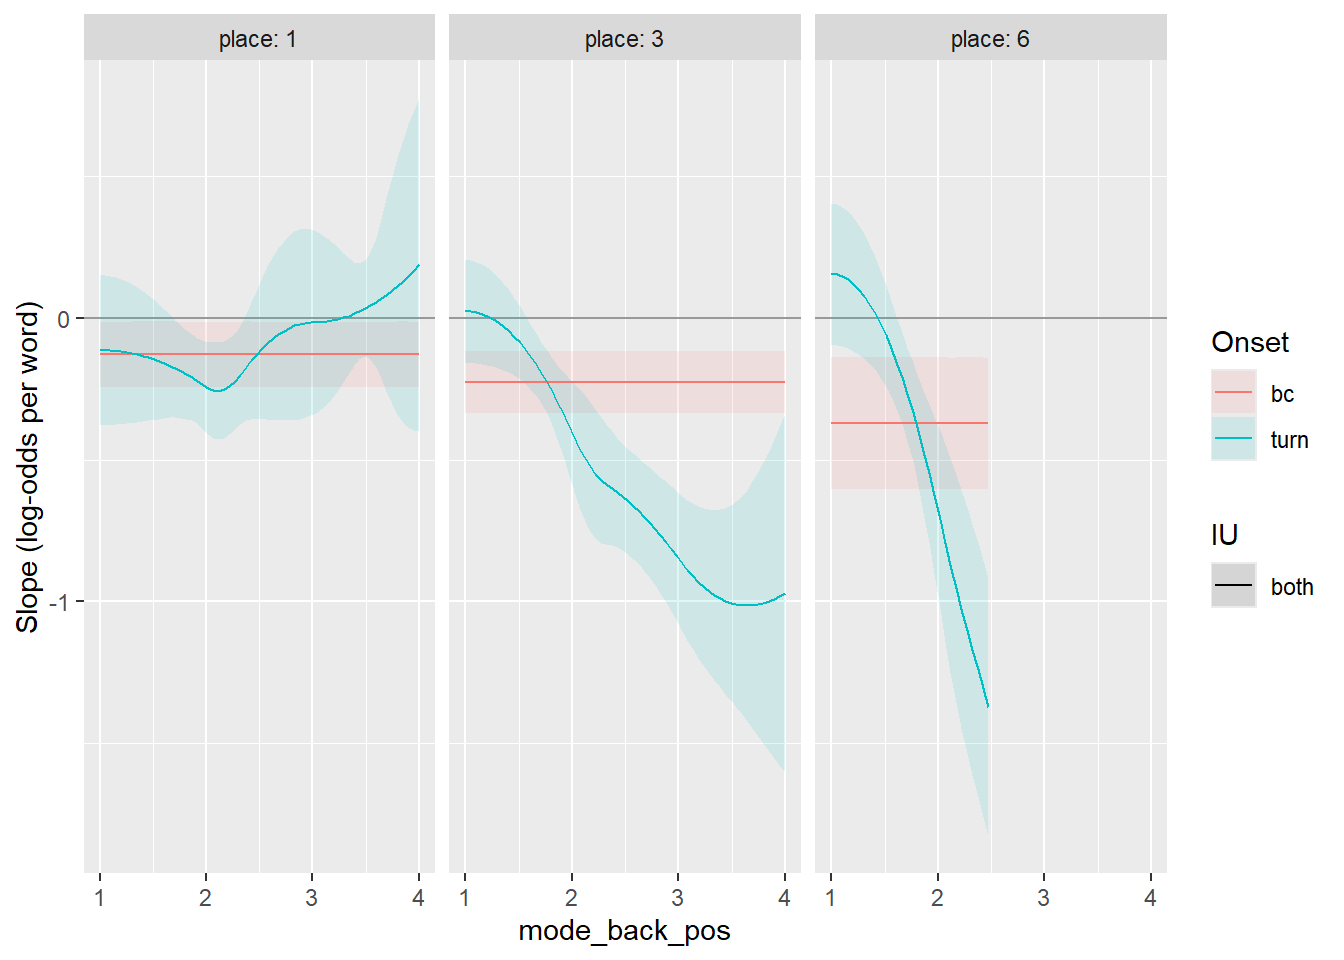 place: 1
place: 3
place: 6
Slope (log-odds per word)
0
-1
1 2 3 4
1 2 3 4
1 2 3 4
mode_back_pos
Onset
bc
turn
IU
both